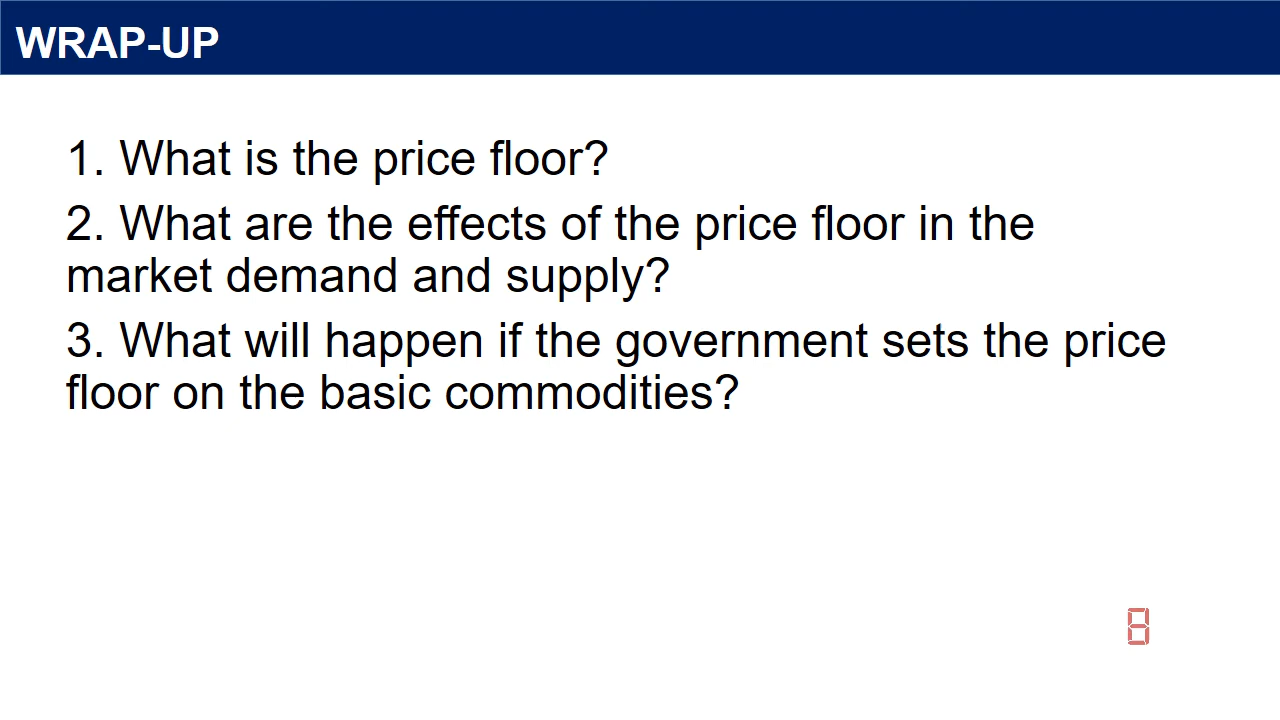 WRAP-UP
1. What is the price floor?
2. What are the effects of the price floor in the
market demand and supply?
3. What will happen if the government sets the price
floor on the basic commodities?
8